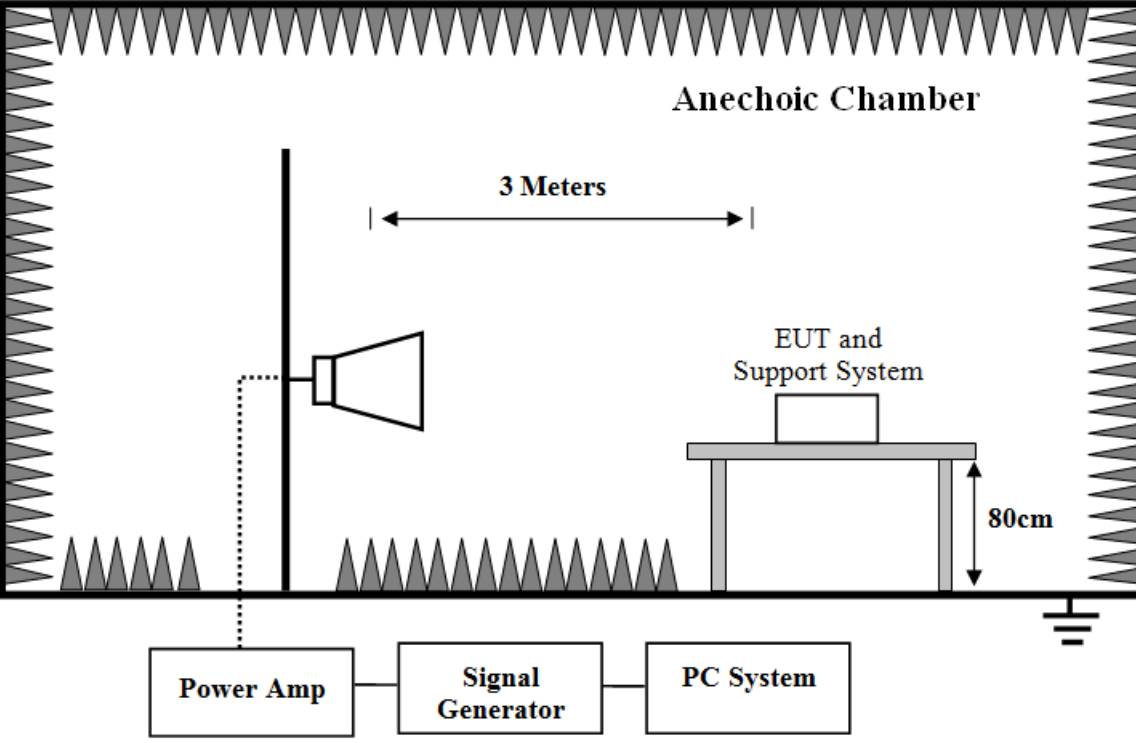 Anechoic Chamber
3 Meters
EUT and
Support System
80cm
Power Amp
Signal
Generator
PC System